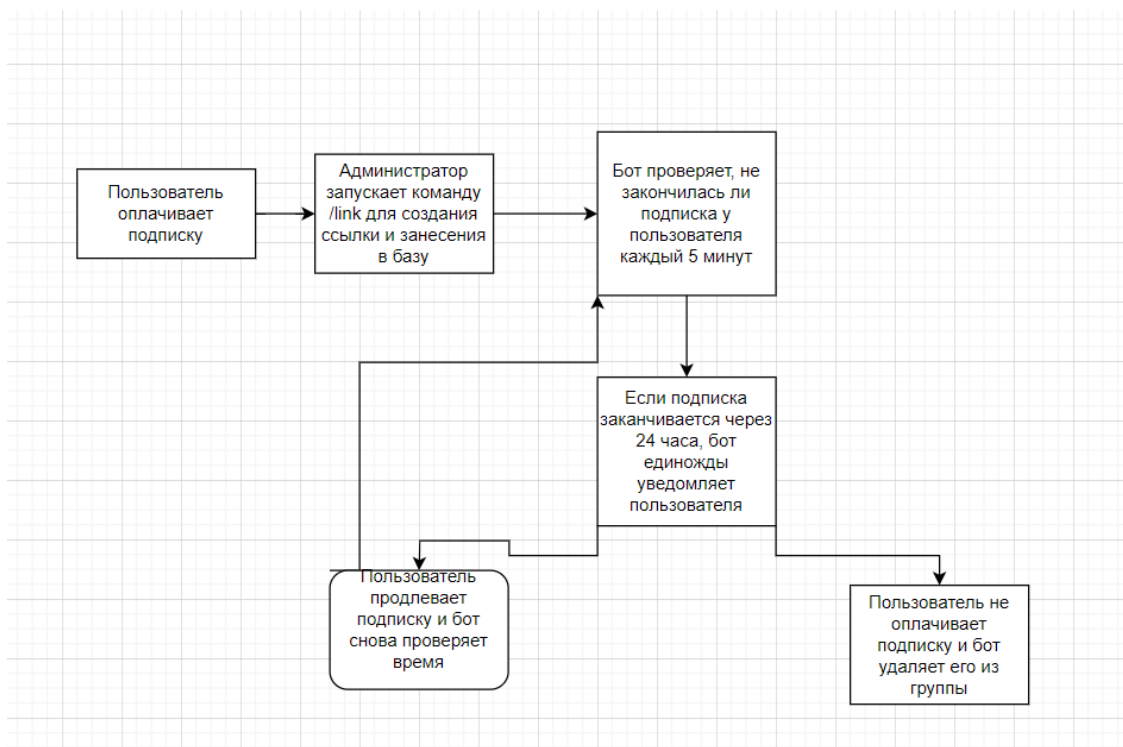 Пользователь
оплачивает
подписку
Администратор
запускает команду
/link для создания
ссылки и занесения
в базу
Бот проверяет, не
закончилась ли
подписка у
пользователя
каждый 5 минут
Если подписка
заканчивается через
24 часа, бот
единожды
уведомляет
пользователя
Пользователь
продлевает
подписку и бот
снова проверяет
время
Пользователь не
оплачивает
подписку и бот
удаляет его из
группы